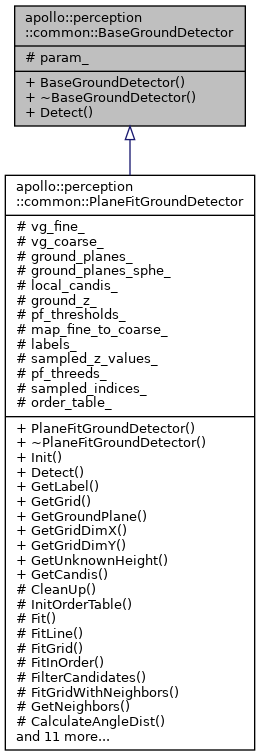 apollo::perception
::common::BaseGroundDetector
# param_
+ BaseGroundDetector()
+ ~BaseGroundDetector()
+ Detect()
apollo::perception
::common::PlaneFitGroundDetector
# vg_fine_
# vg_coarse_
# ground_planes_
# ground_planes_sphe_
# local_candis_
# ground_z_
# pf_thresholds_
# map_fine_to_coarse_
# labels_
# sampled_z_values_
# pf_threeds_
# sampled_indices_
# order_table_
+ PlaneFitGroundDetector()
+ ~PlaneFitGroundDetector()
+ Init()
+ Detect()
+ GetLabel()
+ GetGrid()
+ GetGroundPlane()
+ GetGridDimX()
+ GetGridDimY()
+ GetUnknownHeight()
+ GetCandis()
# CleanUp()
# InitOrderTable()
# Fit()
# FitLine()
# FitGrid()
# FitInOrder()
# FilterCandidates()
# FitGridWithNeighbors()
# GetNeighbors()
# CalculateAngleDist()
and 11 more...